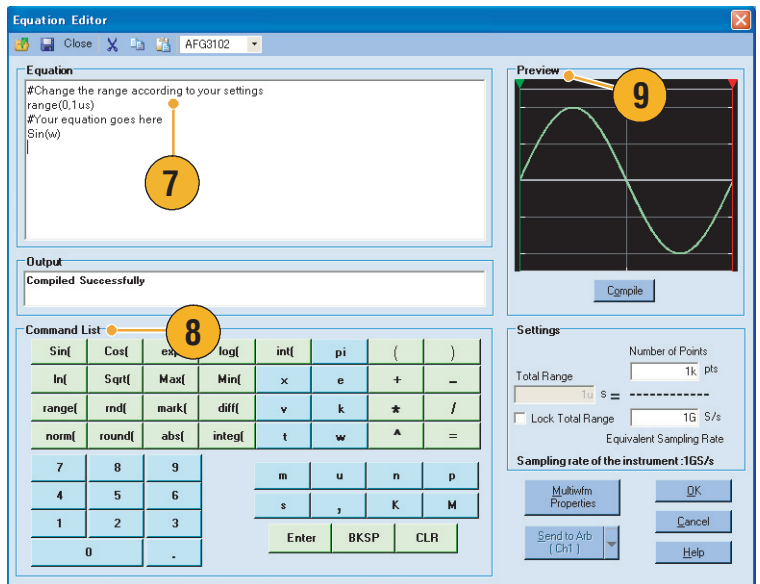 Equation Editor
Close AFG3102
Equation
#Change the range according to your settings
range(0,1us)
#Your equation goes here
Sin(w)
7
Output
Compiled Successfully
Preview
9
Compile
Command List
8
Sin( Cos( log( int( pi ( )
ln( Sqrt( Max( Min( x e + -
range( rnd( mark( diff( v k * /
norm( round( abs( integ( t w ^ =
7 8 9
4 5 6
1 2 3
0 .
m u n p
s , K M
Enter BKSP CLR
Settings
Number of Points
Total Range 1k pts
1u s = ------------
Lock Total Range 1G S/s
Equivalent Sampling Rate
Sampling rate of the instrument :1GS/s
Multiwfm
Properties
OK
Cancel
Send to Arb
( Ch1 )
Help